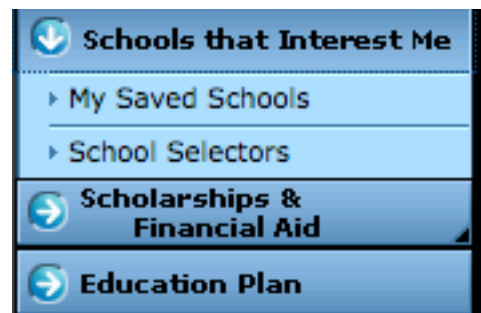 Schools that Interest Me
My Saved Schools
School Selectors
Scholarships &
Financial Aid
Education Plan